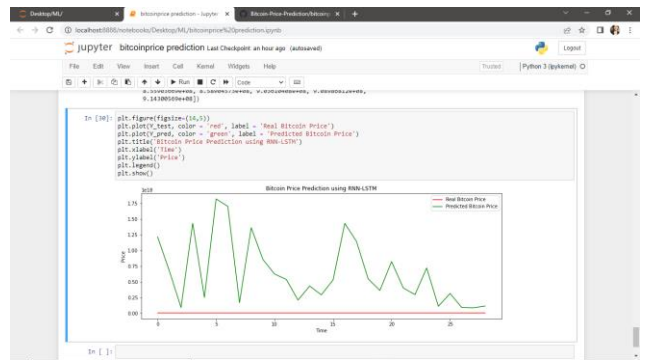 Desktop/ML/
bitcoinprice prediction - Jupyter
Bitcoin-Price-Prediction/bitcoin
localhost:8888/notebooks/Desktop/ML/bitcoinprice%20prediction.ipynb
jupyter bitcoinprice prediction Last Checkpoint: an hour ago (autosaved)
Logout
File Edit View Insert Cell Kernel Widgets Help
Trusted
Python 3 (ipykernel)
Run
Code
9.14300569e+08])
In [30]: plt.figure(figsize=(14,5))
plt.plot(Y_test, color = 'red', label = 'Real Bitcoin Price')
plt.plot(Y_pred, color = 'green', label = 'Predicted Bitcoin Price')
plt.title('Bitcoin Price Prediction using RNN-LSTM')
plt.xlabel('Time')
plt.ylabel('Price')
plt.legend()
plt.show()
Bitcoin Price Prediction using RNN-LSTM
Real Bitcoin Price
Predicted Bitcoin Price
1.75
1.50
1.25
1.00
0.75
0.50
0.25
0.00
Price
0 5 10 15 20 25
Time
In [ ]: